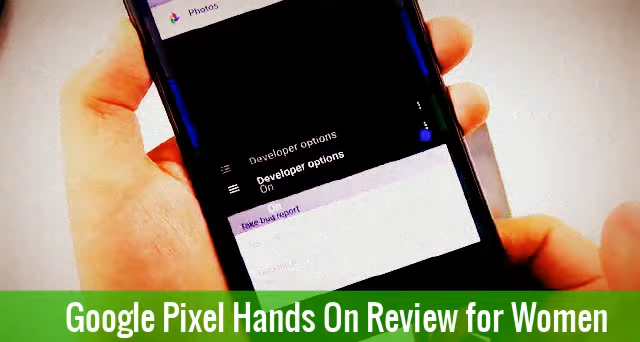 Photos
Developer options
Developer options
On
Take bug report
Google Pixel Hands On Review for Women